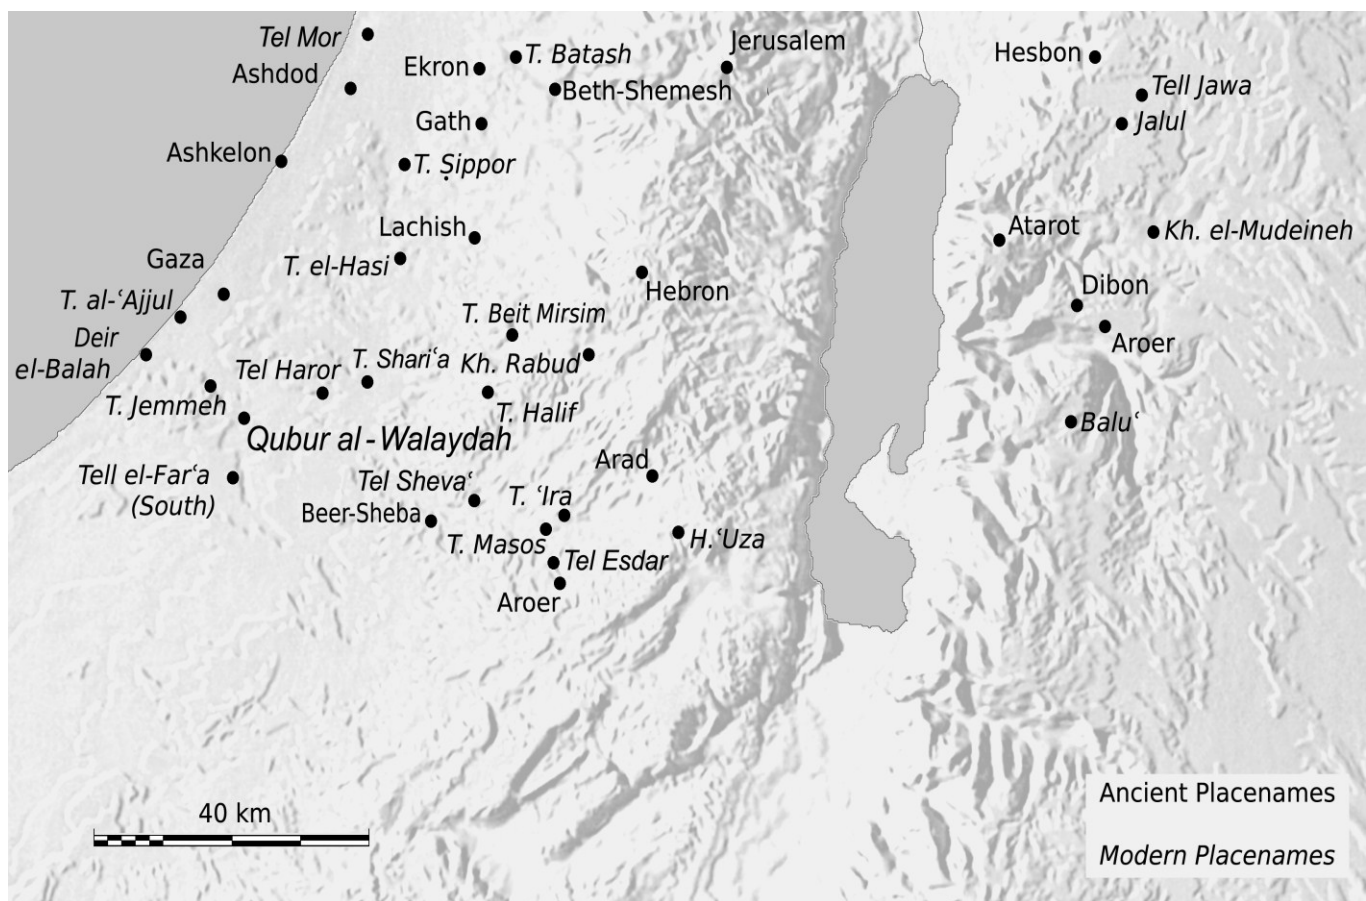 Tel Mor
Ashdod
Ekron
T. Batash
Beth-Shemesh
Jerusalem
Hesbon
Tell Jawa
Jalul
Gath
Ashkelon
T. Ṣippor
Lachish
T. el-Hasi
Gaza
Hebron
Atarot
Kh. el-Mudeineh
Dibon
Aroer
T. al-ʿAjjul
Deir
el-Balah
T. Beit Mirsim
Tel Haror
T. Shariʿa
Kh. Rabud
T. Jemmeh
T. Halif
Qubur al-Walaydah
Baluʿ
Tell el-Farʿa
(South)
Tel Shevaʿ
Arad
Beer-Sheba
T. ʿIra
T. Masos
H.ʿUza
Tel Esdar
Aroer
40 km
Ancient Placenames
Modern Placenames